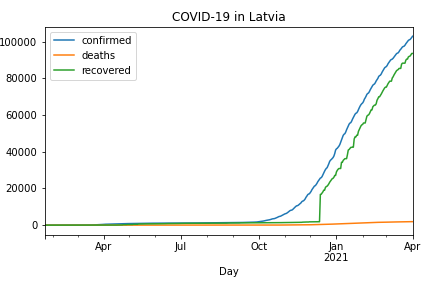 COVID-19 in Latvia
confirmed
deaths
recovered
100000
80000
60000
40000
20000
0
Apr
Jul
Oct
Jan
2021
Apr
Day